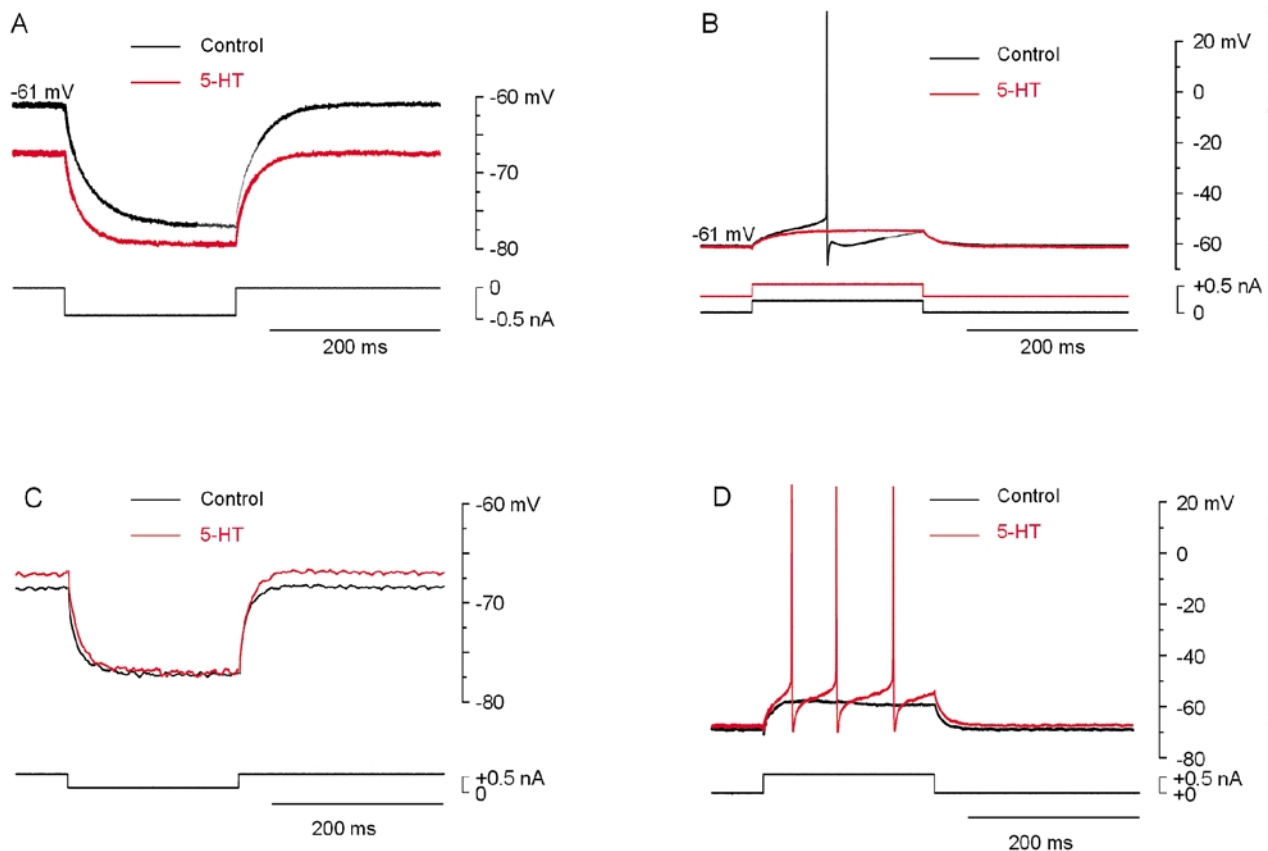 A
Control
5-HT
-61 mV
-60 mV
-70
-80
0
-0.5 nA
200 ms
B
Control
5-HT
20 mV
0
-20
-40
-60
-61 mV
+0.5 nA
0
200 ms
C
Control
5-HT
-60 mV
-70
-80
+0.5 nA
0
200 ms
D
Control
5-HT
20 mV
0
-20
-40
-60
-80
+0.5 nA
+0
200 ms